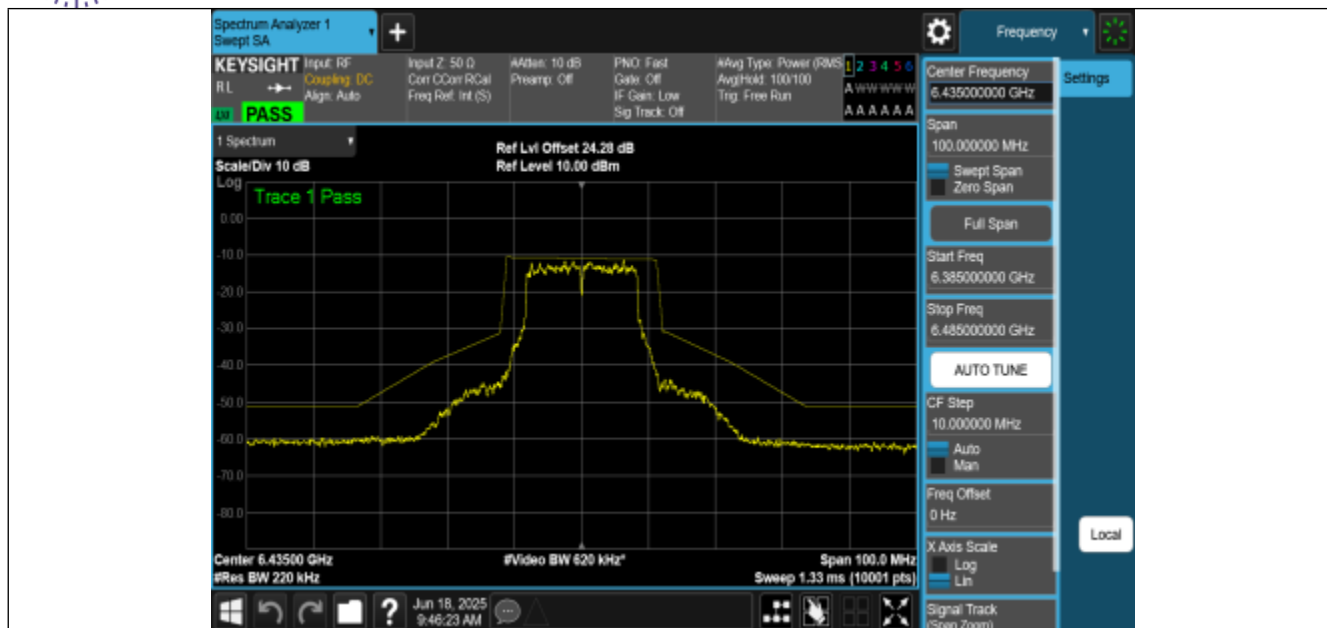 Spectrum Analyzer 1
Swept SA
+
Frequency
KEYSIGHT
RL
Input: RF
Coupling: DC
Align: Auto
Input Z: 50 Ω
Corr CCorr RCal
Freq Ref: Int (S)
#Atten: 10 dB
Preamp: Off
PNO: Fast
Gate: Off
IF Gain: Low
Sig Track: Off
#Avg Type: Power (RMS
Avg|Hold: 100/100
Trig: Free Run
1 2 3 4 5 6
A W W W W W
A A A A A A
PASS
1 Spectrum
Scale/Div 10 dB
Log
Ref Lvl Offset 24.28 dB
Ref Level 10.00 dBm
Trace 1 Pass
0.00
-10.0
-20.0
-30.0
-40.0
-50.0
-60.0
-70.0
-80.0
Center 6.43500 GHz
#Res BW 220 kHz
#Video BW 620 kHz*
Span 100.0 MHz
Sweep 1.33 ms (10001 pts)
Center Frequency
6.435000000 GHz
Settings
Span
100.000000 MHz
Swept Span
Zero Span
Full Span
Start Freq
6.385000000 GHz
Stop Freq
6.485000000 GHz
AUTO TUNE
CF Step
10.000000 MHz
Auto
Man
Freq Offset
0 Hz
X Axis Scale
Log
Lin
Local
Signal Track
(Span Zoom)
?
Jun 18, 2025
9:46:23 AM